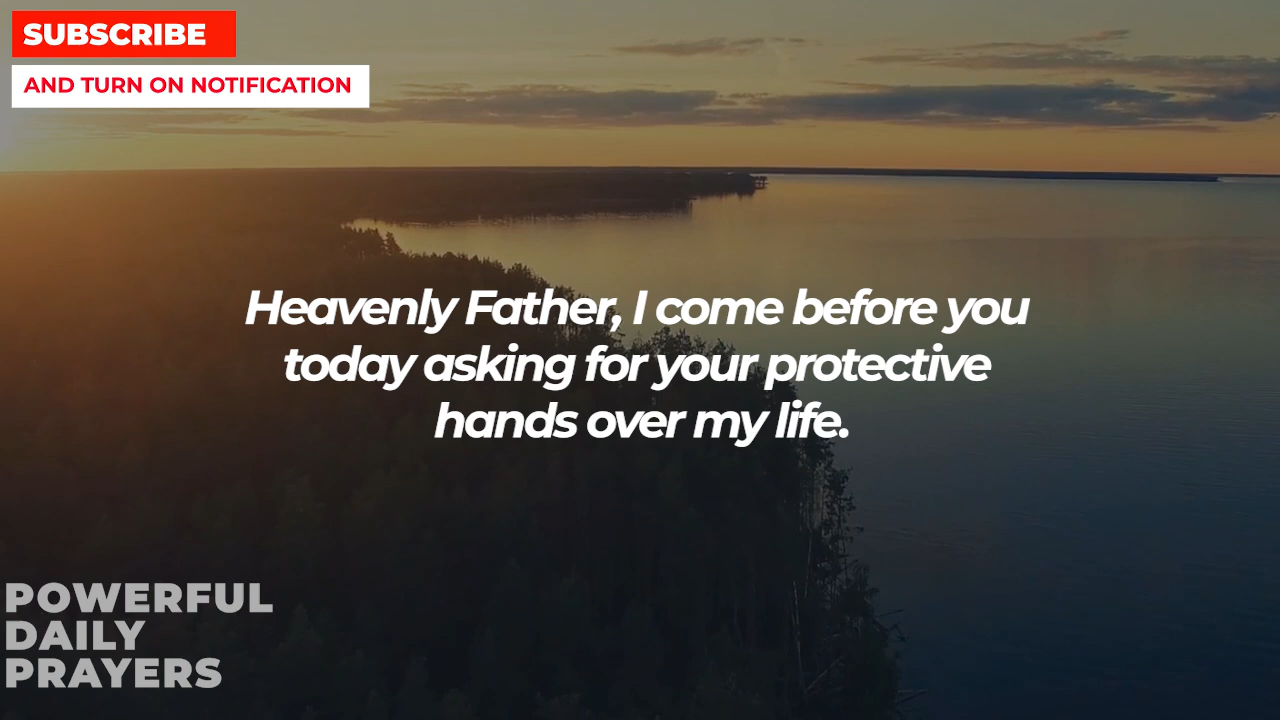 SUBSCRIBE
AND TURN ON NOTIFICATION
Heavenly Father, I come before you
today asking for your protective
hands over my life.
POWERFUL
DAILY
PRAYERS